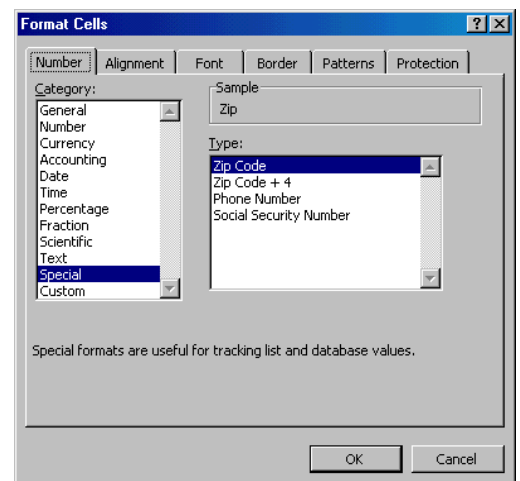 Format Cells
Number Alignment Font Border Patterns Protection
Category:
General
Number
Currency
Accounting
Date
Time
Percentage
Fraction
Scientific
Text
Special
Custom
Sample
Zip
Type:
Zip Code
Zip Code + 4
Phone Number
Social Security Number
Special formats are useful for tracking list and database values.
OK Cancel